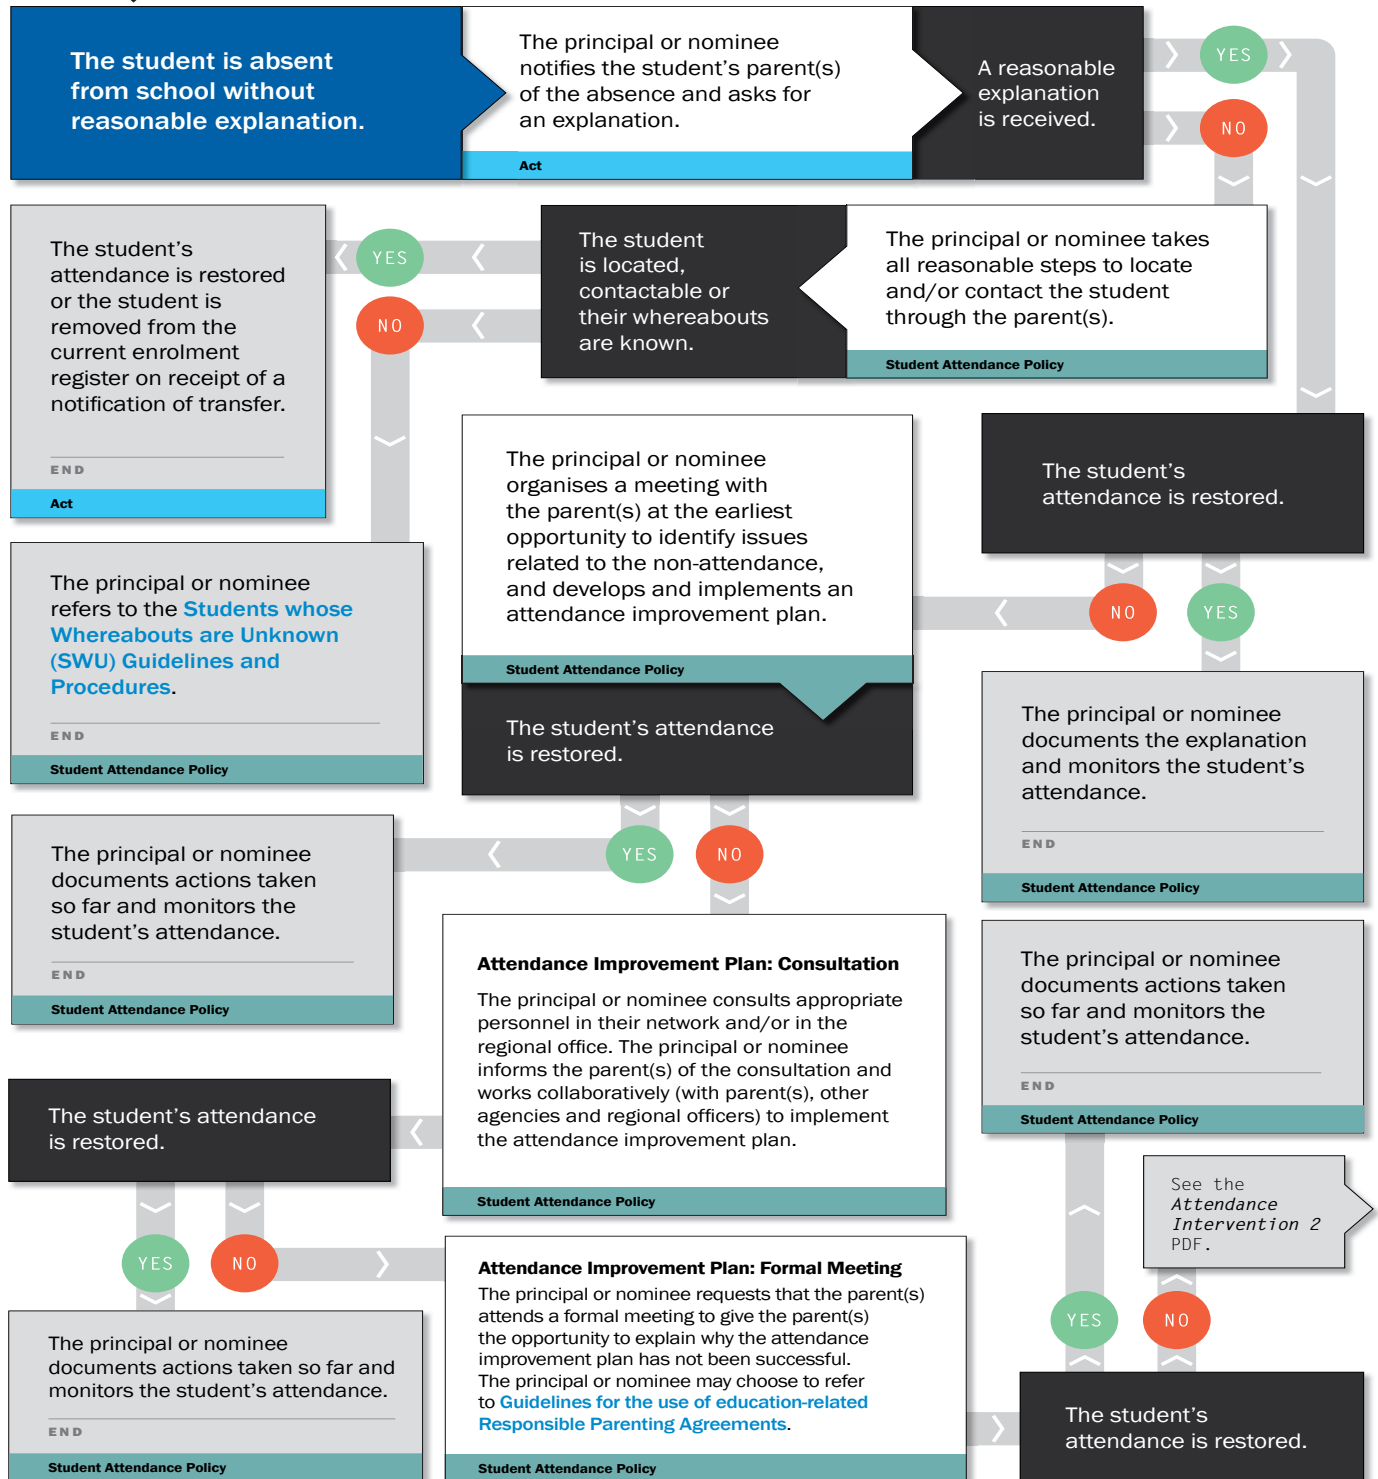 The student is absent
from school without
reasonable explanation.
The principal or nominee
notifies the student's parent(s)
of the absence and asks for
an explanation.
Act
A reasonable
explanation
is received.
YES
NO
The principal or nominee takes
all reasonable steps to locate
and/or contact the student
through the parent(s).
Student Attendance Policy
The student
is located,
contactable or
their whereabouts
are known.
YES
NO
The student's
attendance is restored
or the student is
removed from the
current enrolment
register on receipt of a
notification of transfer.
END
Act
The principal or nominee
refers to the Students whose
Whereabouts are Unknown
(SWU) Guidelines and
Procedures.
END
Student Attendance Policy
The student's
attendance is restored.
NO
YES
The principal or nominee
documents the explanation
and monitors the student's
attendance.
END
Student Attendance Policy
The principal or nominee
organises a meeting with
the parent(s) at the earliest
opportunity to identify issues
related to the non-attendance,
and develops and implements an
attendance improvement plan.
Student Attendance Policy
The student's attendance
is restored.
YES
NO
The principal or nominee
documents actions taken
so far and monitors the
student's attendance.
END
Student Attendance Policy
Attendance Improvement Plan: Consultation
The principal or nominee consults appropriate
personnel in their network and/or in the
regional office. The principal or nominee
informs the parent(s) of the consultation and
works collaboratively (with parent(s), other
agencies and regional officers) to implement
the attendance improvement plan.
Student Attendance Policy
The student's attendance
is restored.
YES
NO
The principal or nominee
documents actions taken so far and
monitors the student's attendance.
END
Student Attendance Policy
Attendance Improvement Plan: Formal Meeting
The principal or nominee requests that the parent(s)
attends a formal meeting to give the parent(s)
the opportunity to explain why the attendance
improvement plan has not been successful.
The principal or nominee may choose to refer
to Guidelines for the use of education-related
Responsible Parenting Agreements.
Student Attendance Policy
The student's
attendance is restored.
YES
NO
The principal or nominee
documents actions taken
so far and monitors the
student's attendance.
END
Student Attendance Policy
See the
Attendance
Intervention 2
PDF.